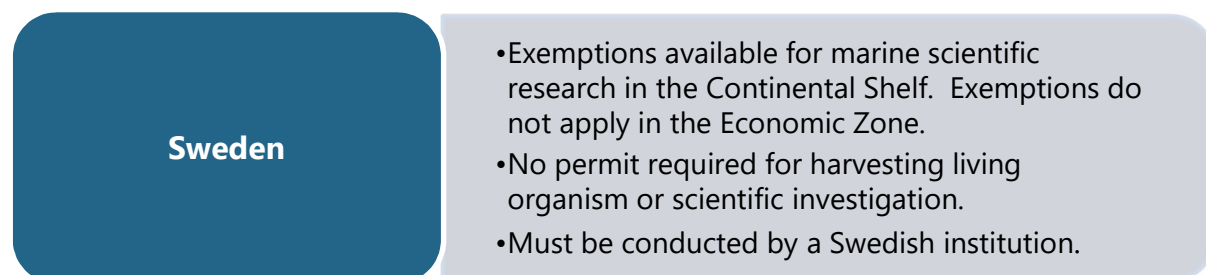 Sweden
•Exemptions available for marine scientific
research in the Continental Shelf.  Exemptions do
not apply in the Economic Zone.
•No permit required for harvesting living
organism or scientific investigation.
•Must be conducted by a Swedish institution.